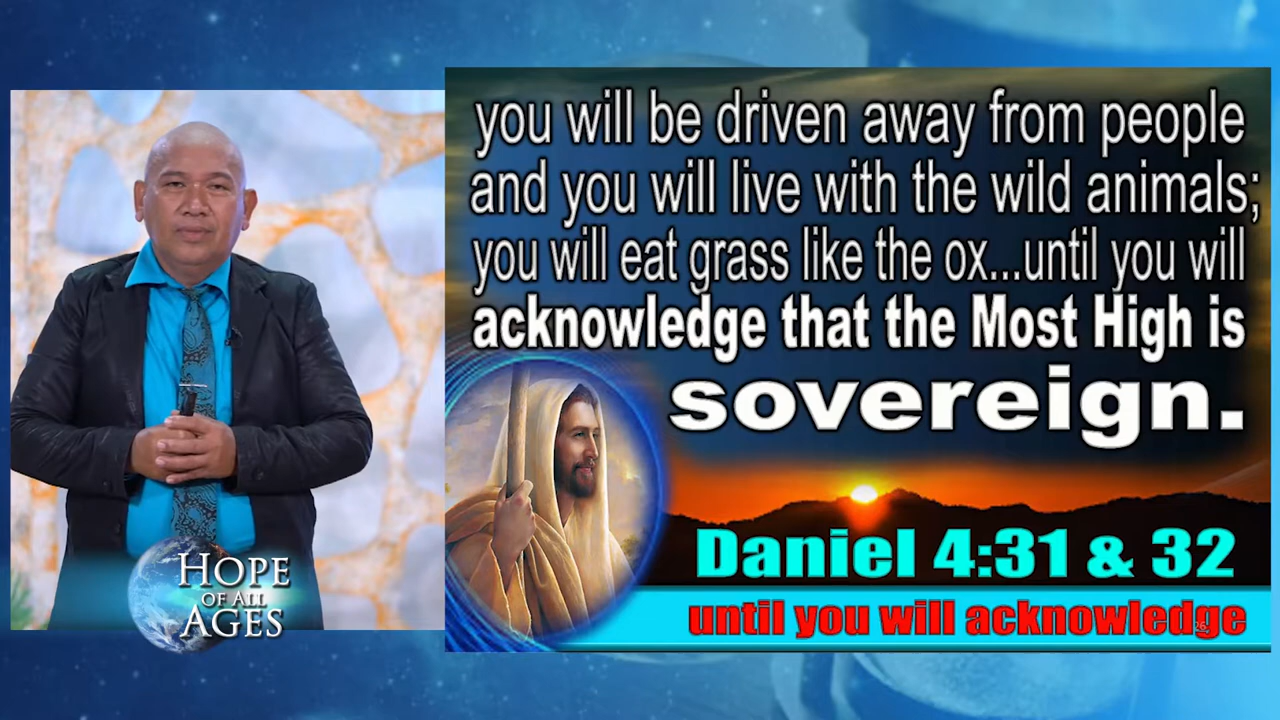 you will be driven away from people
and you will live with the wild animals;
you will eat grass like the ox...until you will
acknowledge that the Most High is
sovereign.
Daniel 4:31 & 32
until you will acknowledge
26
HOPE
OF ALL
AGES